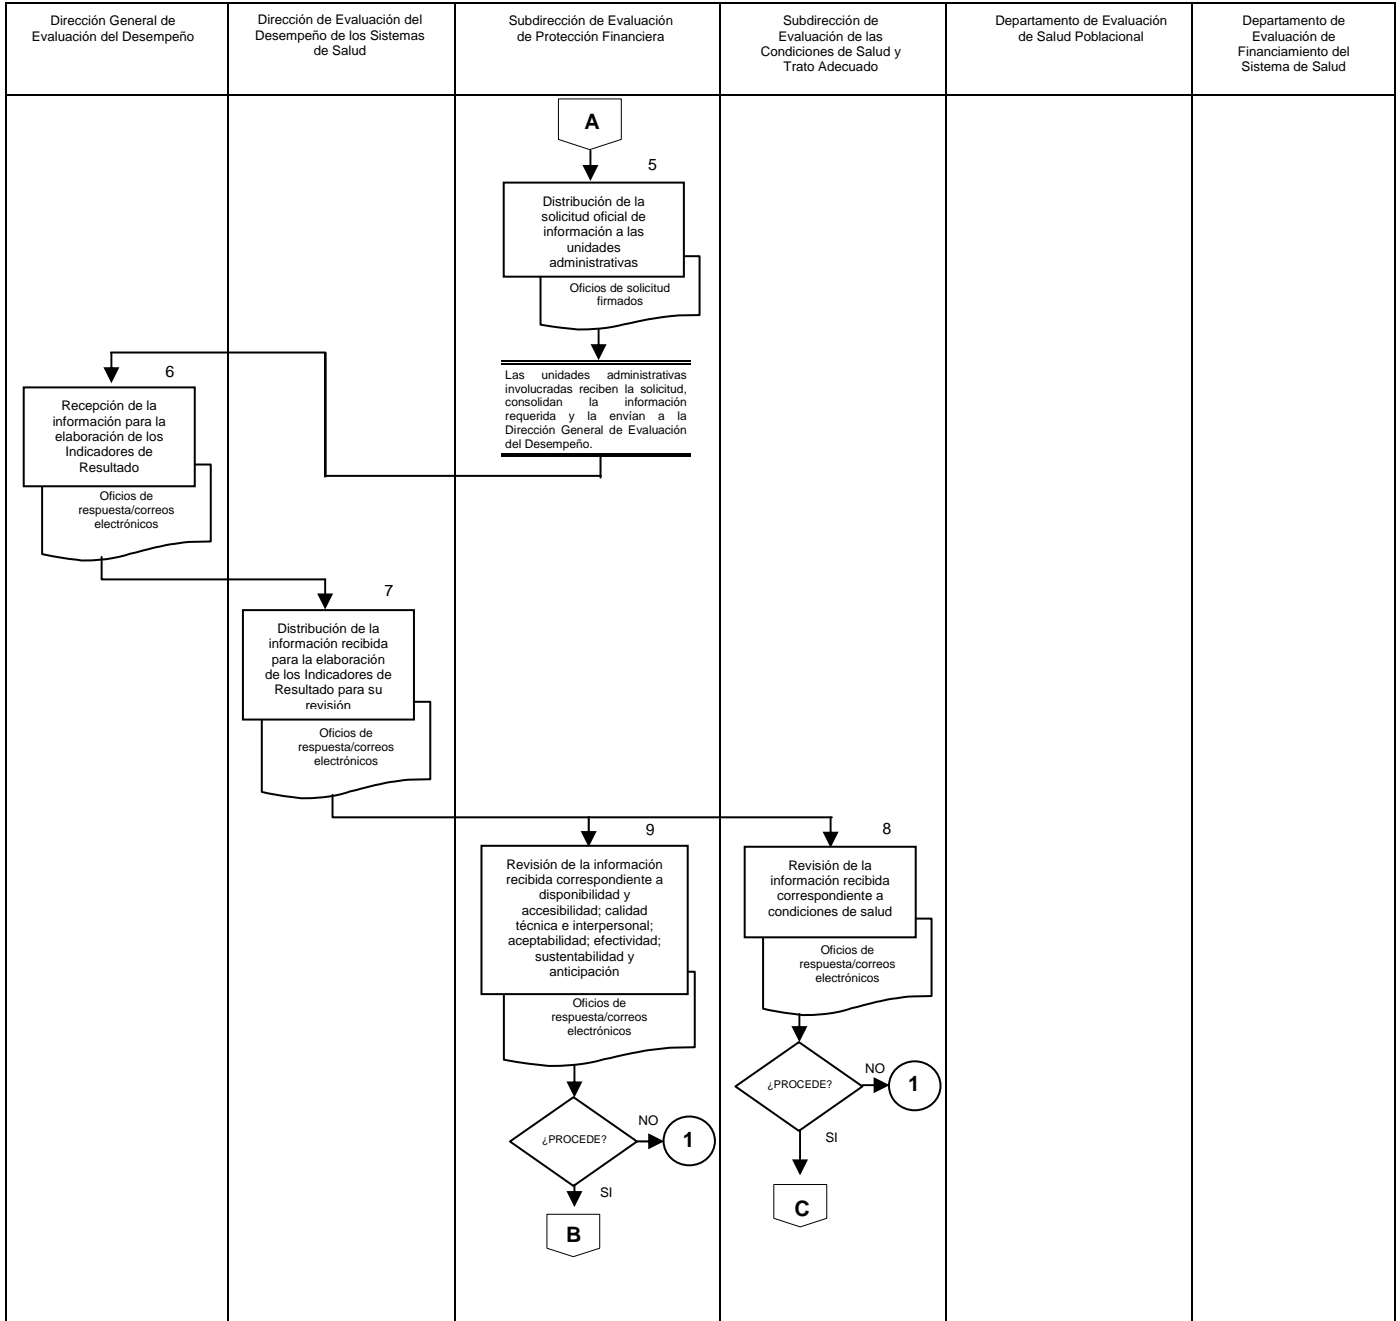 Dirección General de
Evaluación del Desempeño
Dirección de Evaluación del
Desempeño de los Sistemas
de Salud
Subdirección de Evaluación
de Protección Financiera
Subdirección de
Evaluación de las
Condiciones de Salud y
Trato Adecuado
Departamento de Evaluación
de Salud Poblacional
Departamento de
Evaluación de
Financiamiento del
Sistema de Salud
A
5
Distribución de la
solicitud oficial de
información a las
unidades
administrativas
Oficios de solicitud
firmados
Las unidades administrativas
involucradas reciben la solicitud,
consolidan la información
requerida y la envían a la
Dirección General de Evaluación
del Desempeño.
6
Recepción de la
información para la
elaboración de los
Indicadores de
Resultado
Oficios de
respuesta/correos
electrónicos
7
Distribución de la
información recibida
para la elaboración
de los Indicadores de
Resultado para su
revisión
Oficios de
respuesta/correos
electrónicos
9
Revisión de la información
recibida correspondiente a
disponibilidad y
accesibilidad; calidad
técnica e interpersonal;
aceptabilidad; efectividad;
sustentabilidad y
anticipación
Oficios de
respuesta/correos
electrónicos
¿PROCEDE?
NO
1
SI
B
8
Revisión de la
información recibida
correspondiente a
condiciones de salud
Oficios de
respuesta/correos
electrónicos
¿PROCEDE?
NO
1
SI
C